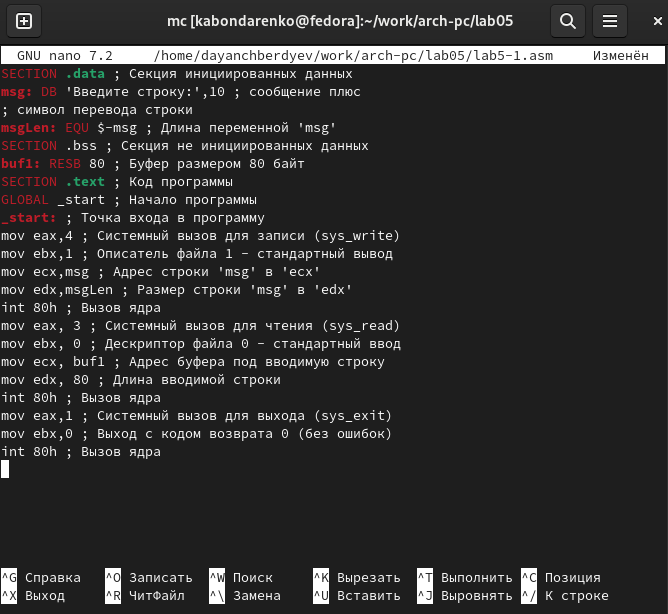 mc [kabondarenko@fedora]:~/work/arch-pc/lab05
GNU nano 7.2 /home/dayanchberdyev/work/arch-pc/lab05/lab5-1.asm Изменён
SECTION .data ; Секция инициированных данных
msg: DB 'Введите строку:',10 ; сообщение плюс
; символ перевода строки
msgLen: EQU $-msg ; Длина переменной 'msg'
SECTION .bss ; Секция не инициированных данных
buf1: RESB 80 ; Буфер размером 80 байт
SECTION .text ; Код программы
GLOBAL _start ; Начало программы
_start: ; Точка входа в программу
mov eax,4 ; Системный вызов для записи (sys_write)
mov ebx,1 ; Описатель файла 1 - стандартный вывод
mov ecx,msg ; Адрес строки 'msg' в 'ecx'
mov edx,msgLen ; Размер строки 'msg' в 'edx'
int 80h ; Вызов ядра
mov eax, 3 ; Системный вызов для чтения (sys_read)
mov ebx, 0 ; Дескриптор файла 0 - стандартный ввод
mov ecx, buf1 ; Адрес буфера под вводимую строку
mov edx, 80 ; Длина вводимой строки
int 80h ; Вызов ядра
mov eax,1 ; Системный вызов для выхода (sys_exit)
mov ebx,0 ; Выход с кодом возврата 0 (без ошибок)
int 80h ; Вызов ядра
^G Справка ^O Записать ^W Поиск ^K Вырезать ^T Выполнить ^C Позиция
^X Выход ^R ЧитФайл ^\ Замена ^U Вставить ^J Выровнять ^/ К строке